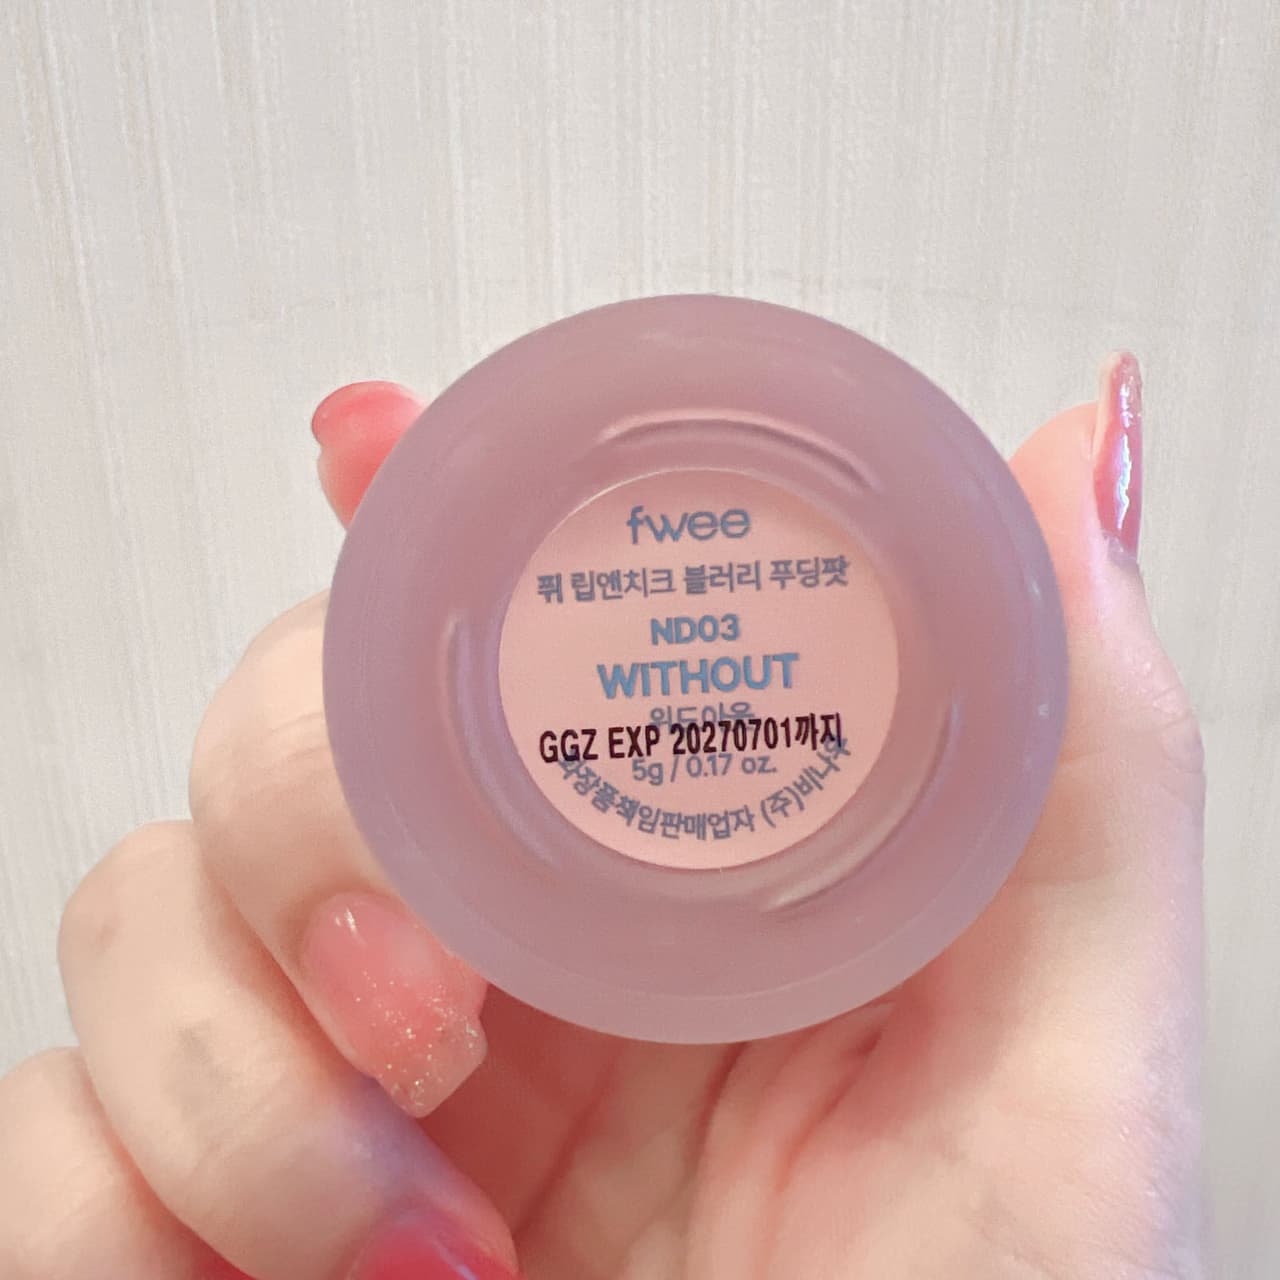 fwee
퓌 립앤치크 블러리 푸딩팟
ND03
WITHOUT
위드아웃
GGZ EXP 20270701까지
5g / 0.17 oz.
화장품책임판매업자 (주)비나우